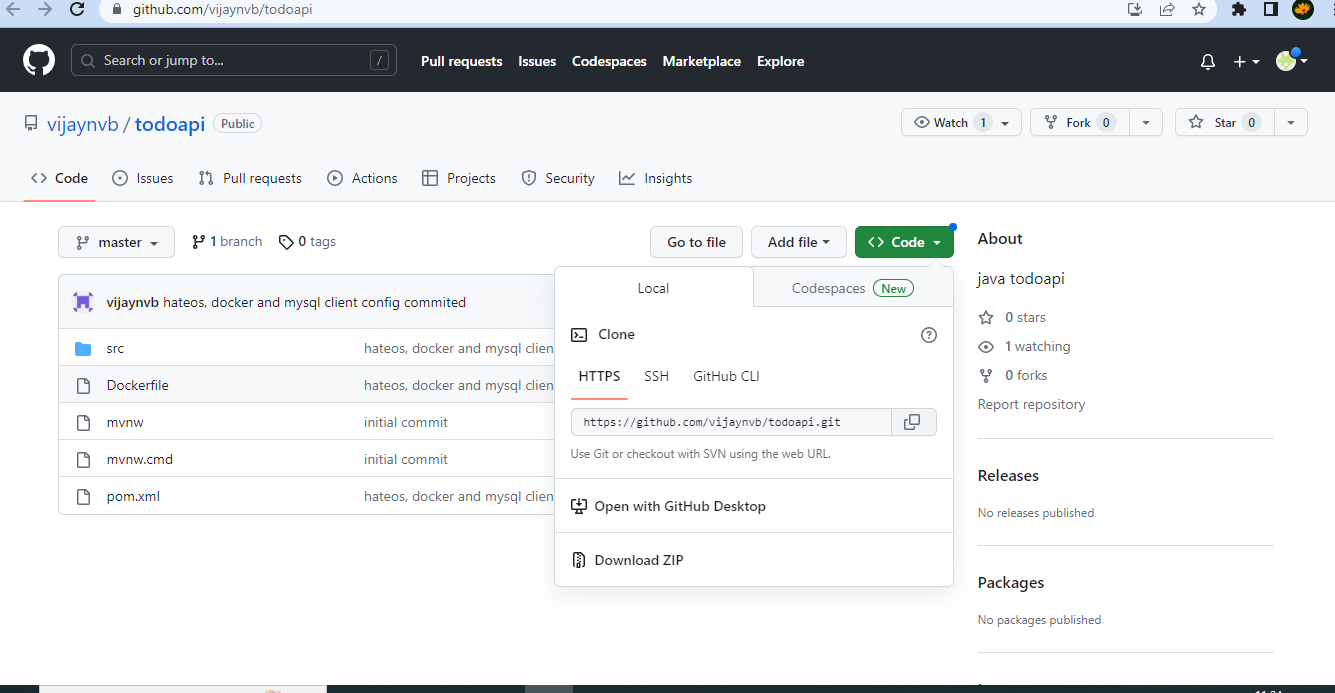 github.com/vijaynvb/todoapi
Search or jump to... /
Pull requests Issues Codespaces Marketplace Explore
vijaynvb / todoapi Public
Watch 1 Fork 0 Star 0
Code Issues Pull requests Actions Projects Security Insights
master 1 branch 0 tags Go to file Add file Code
vijaynvb hateos, docker and mysql client config commited
src hateos, docker and mysql clien
Dockerfile hateos, docker and mysql clien
mvnw initial commit
mvnw.cmd initial commit
pom.xml hateos, docker and mysql clien
Local Codespaces New
Clone
HTTPS SSH GitHub CLI
https://github.com/vijaynvb/todoapi.git
Use Git or checkout with SVN using the web URL.
Open with GitHub Desktop
Download ZIP
About
java todoapi
0 stars
1 watching
0 forks
Report repository
Releases
No releases published
Packages
No packages published